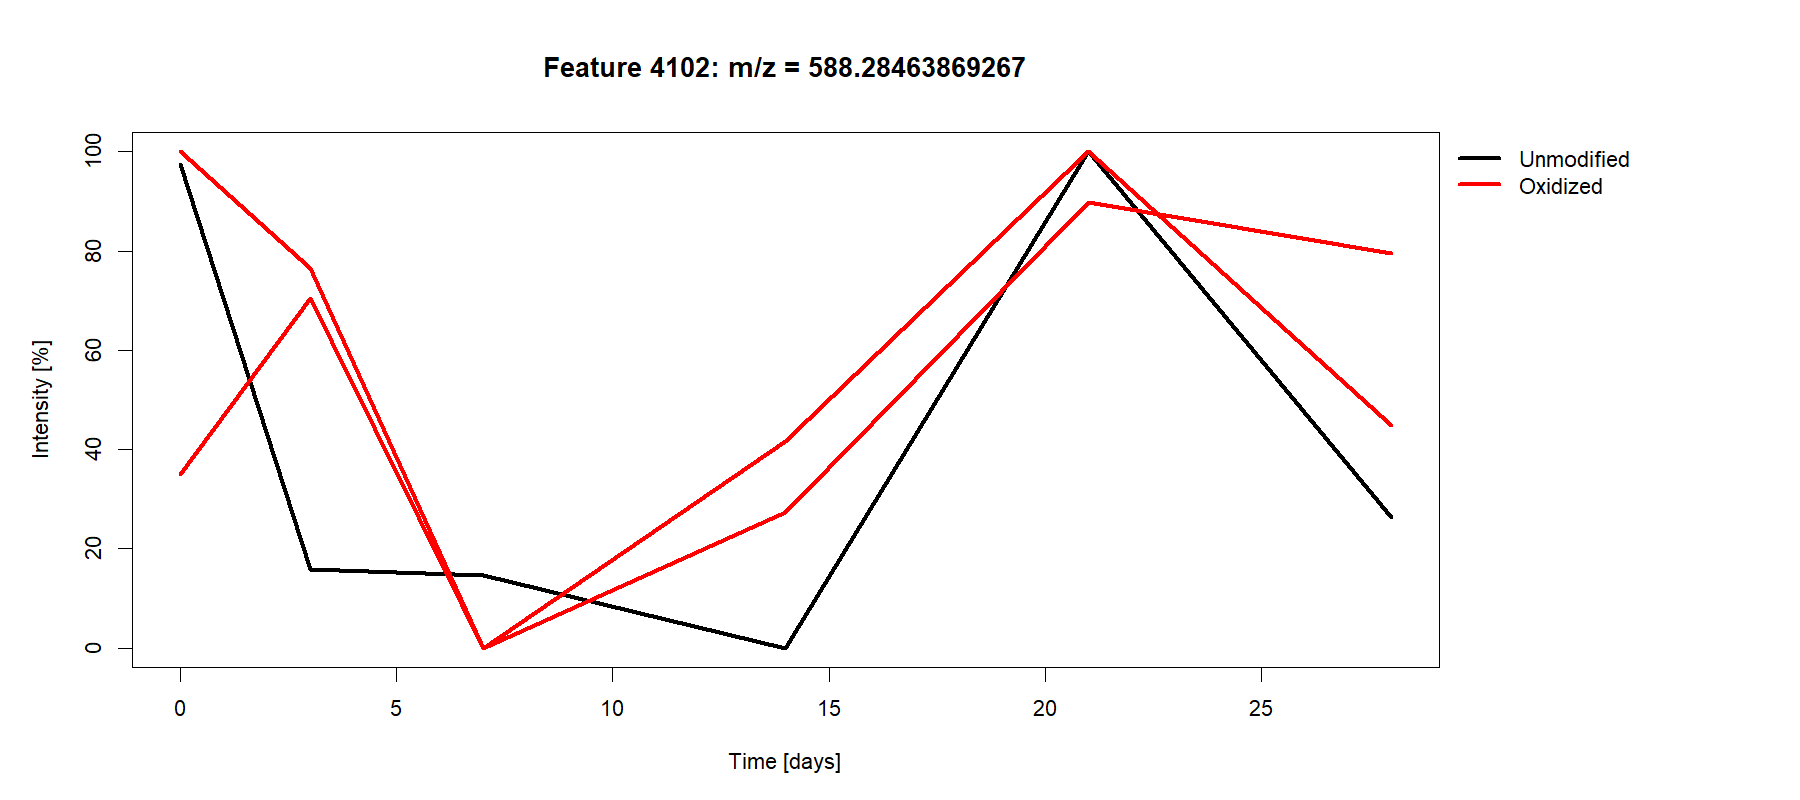 Feature 4102: m/z = 588.28463869267
Unmodified
Oxidized
Intensity [%]
100
80
60
40
20
0
0 5 10 15 20 25
Time [days]